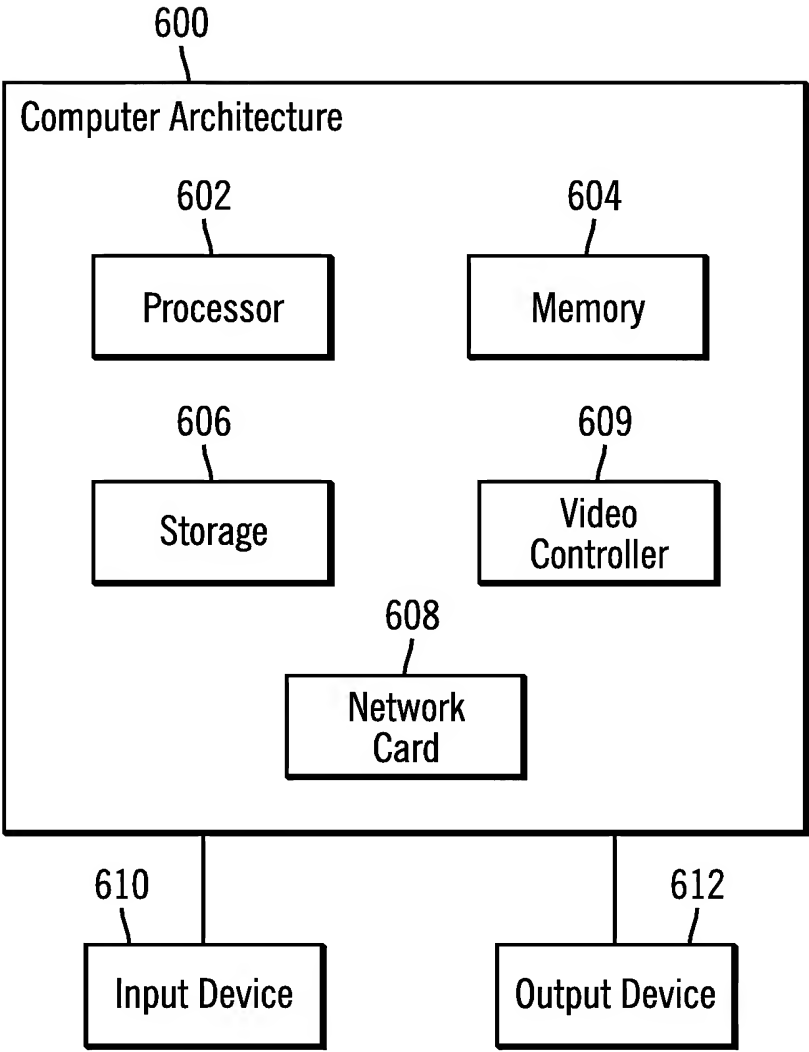 600
Computer Architecture
602
604
Processor
Memory
606
609
Storage
Video
Controller
608
Network
Card
610
612
Input Device
Output Device